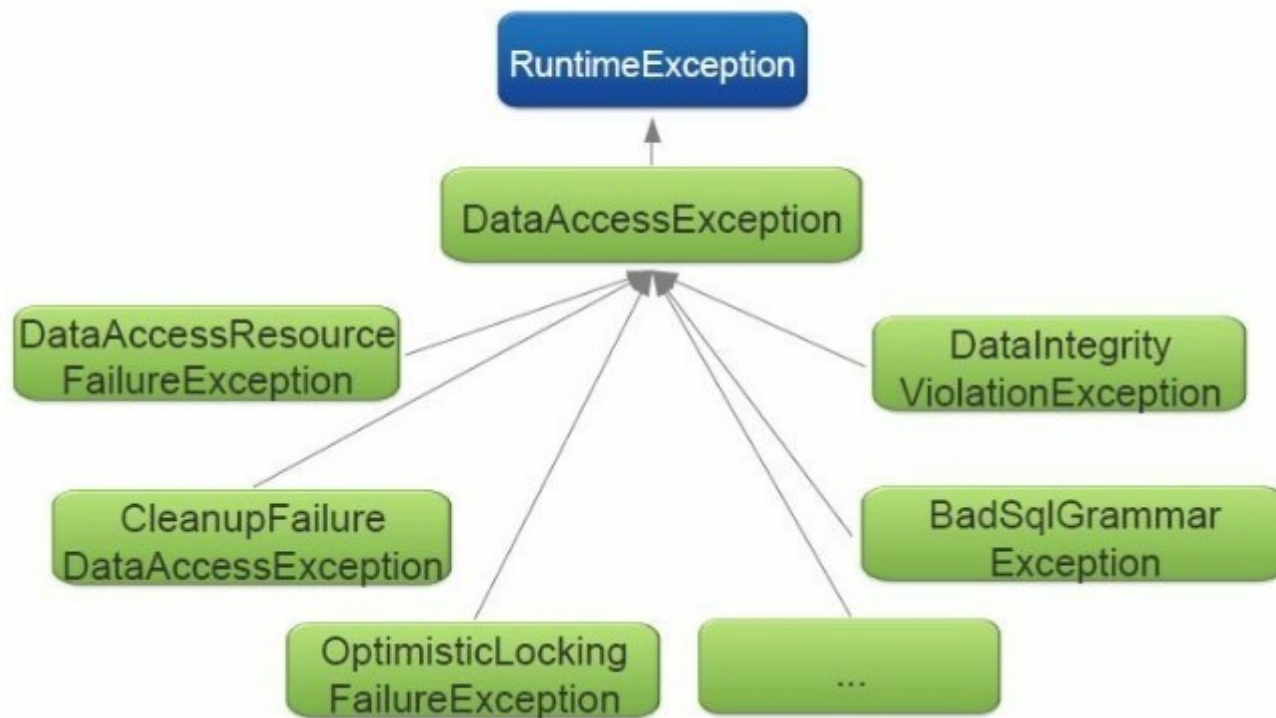 RuntimeException
DataAccessException
DataAccessResource
FailureException
DataIntegrity
ViolationException
CleanupFailure
DataAccessException
BadSqlGrammar
Exception
OptimisticLocking
FailureException
...